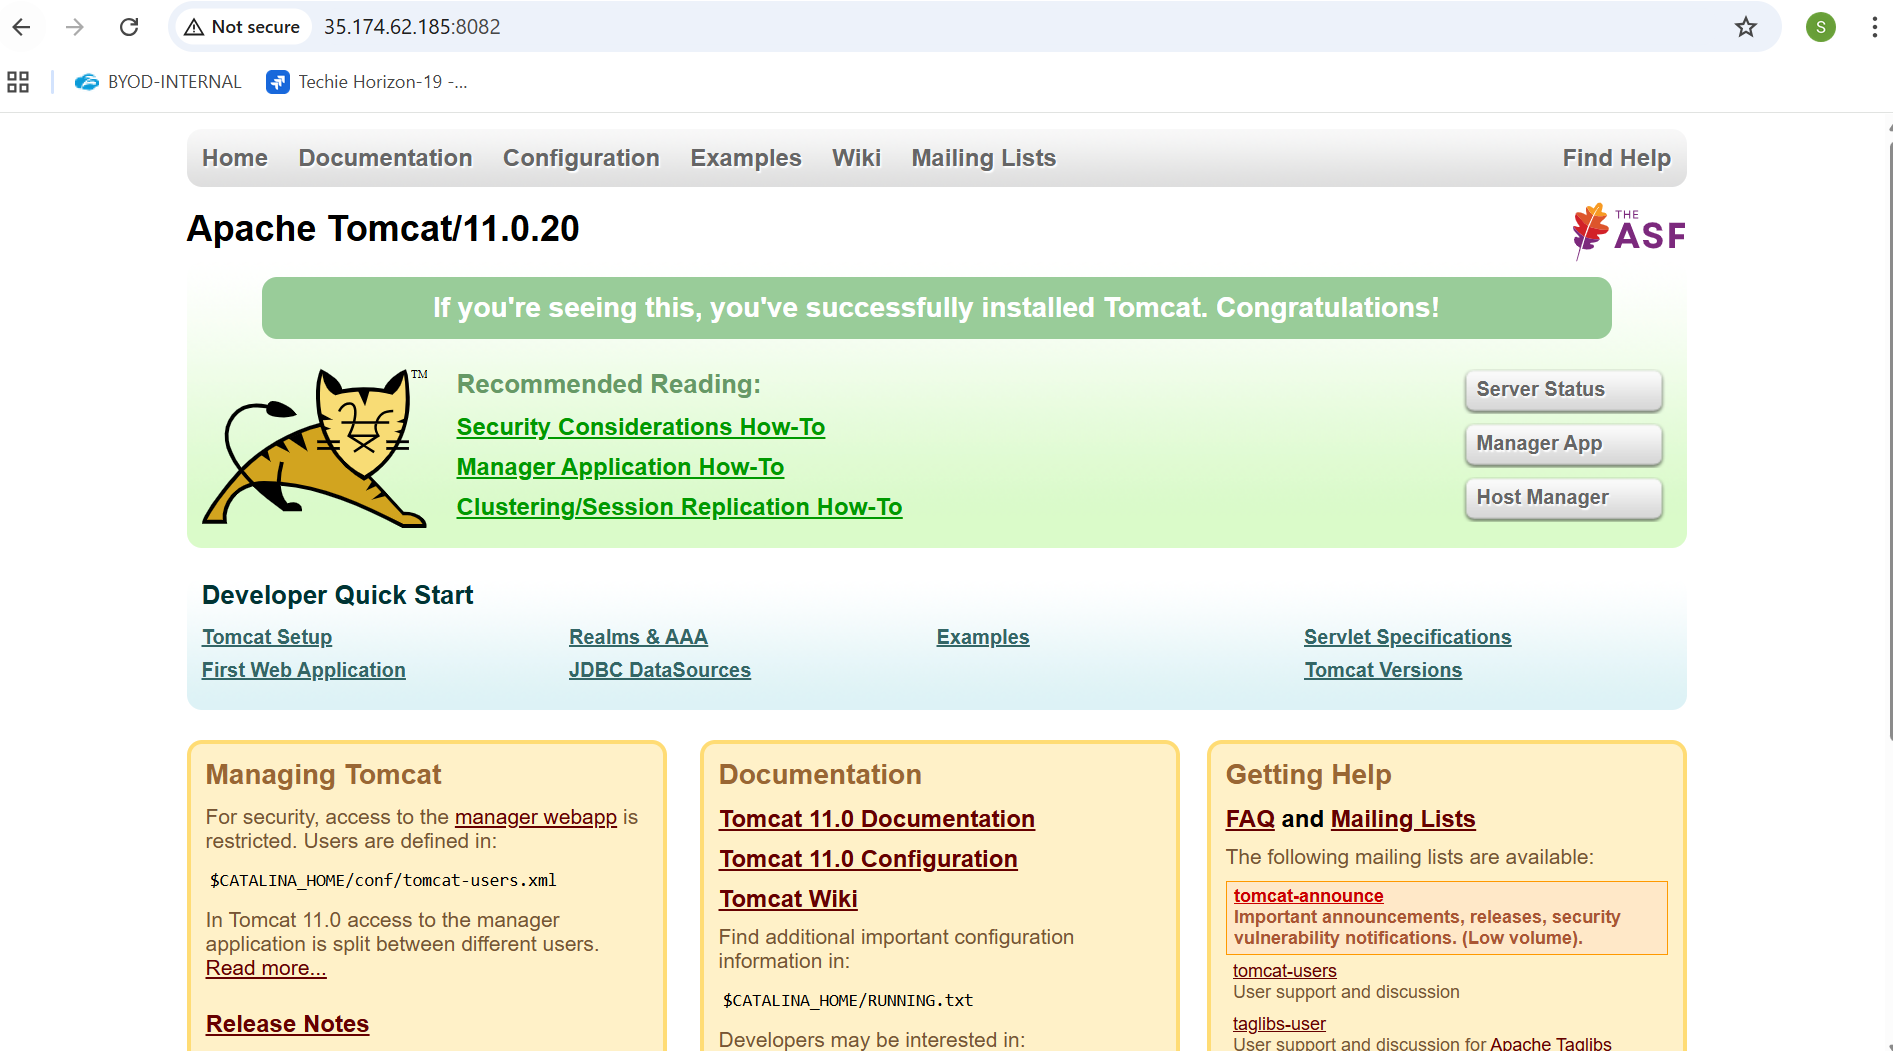 Not secure 35.174.62.185:8082
S
BYOD-INTERNAL Techie Horizon-19 -...
Home Documentation Configuration Examples Wiki Mailing Lists Find Help
Apache Tomcat/11.0.20
THE
ASF
If you're seeing this, you've successfully installed Tomcat. Congratulations!
TM
Recommended Reading:
Security Considerations How-To
Manager Application How-To
Clustering/Session Replication How-To
Server Status
Manager App
Host Manager
Developer Quick Start
Tomcat Setup
First Web Application
Realms & AAA
JDBC DataSources
Examples
Servlet Specifications
Tomcat Versions
Managing Tomcat
For security, access to the manager webapp is
restricted. Users are defined in:
$CATALINA_HOME/conf/tomcat-users.xml
In Tomcat 11.0 access to the manager
application is split between different users.
Read more...
Release Notes
Documentation
Tomcat 11.0 Documentation
Tomcat 11.0 Configuration
Tomcat Wiki
Find additional important configuration
information in:
$CATALINA_HOME/RUNNING.txt
Developers may be interested in:
Getting Help
FAQ and Mailing Lists
The following mailing lists are available:
tomcat-announce
Important announcements, releases, security
vulnerability notifications. (Low volume).
tomcat-users
User support and discussion
taglibs-user
User support and discussion for Apache Taglibs